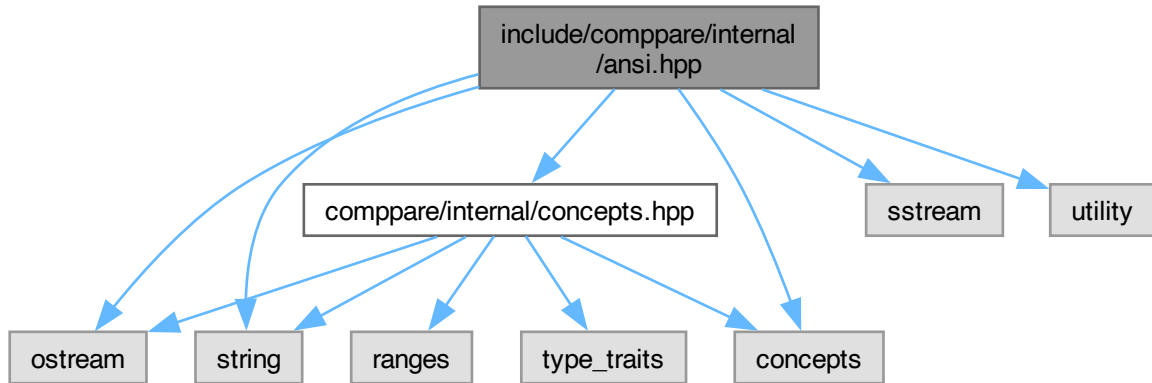 include/comppare/internal
/ansi.hpp
comppare/internal/concepts.hpp
sstream
utility
ostream
string
ranges
type_traits
concepts